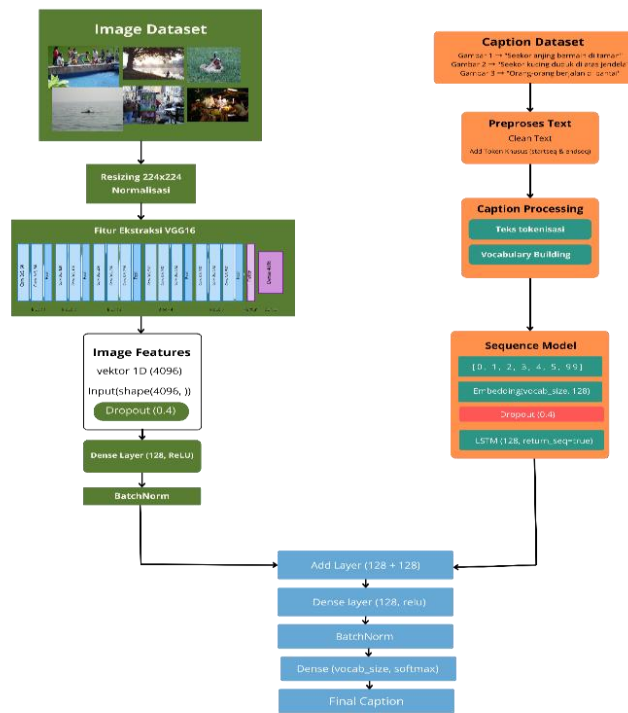 Image Dataset
Resizing 224x224
Normalisasi
Fitur Ekstraksi VGG16
Image Features
vektor 1D (4096)
Input(shape(4096, ))
Dropout (0.4)
Dense Layer (128, ReLU)
BatchNorm
Caption Dataset
Gambar 1 → "Seekor anjing bermain di taman"
Gambar 2 → "Seekor kucing duduk di atas jendela"
Gambar 3 → "Orang-orang berjalan di pantai"
Preproses Text
Clean Text
Add Token Khusus (startseq & endseq)
Caption Processing
Teks tokenisasi
Vocabulary Building
Sequence Model
[0, 1, 2, 3, 4, 5, 99]
Embedding(vocab_size, 128)
Dropout (0.4)
LSTM (128, return_seq=true)
Add Layer (128 + 128)
Dense layer (128, relu)
BatchNorm
Dense (vocab_size, softmax)
Final Caption